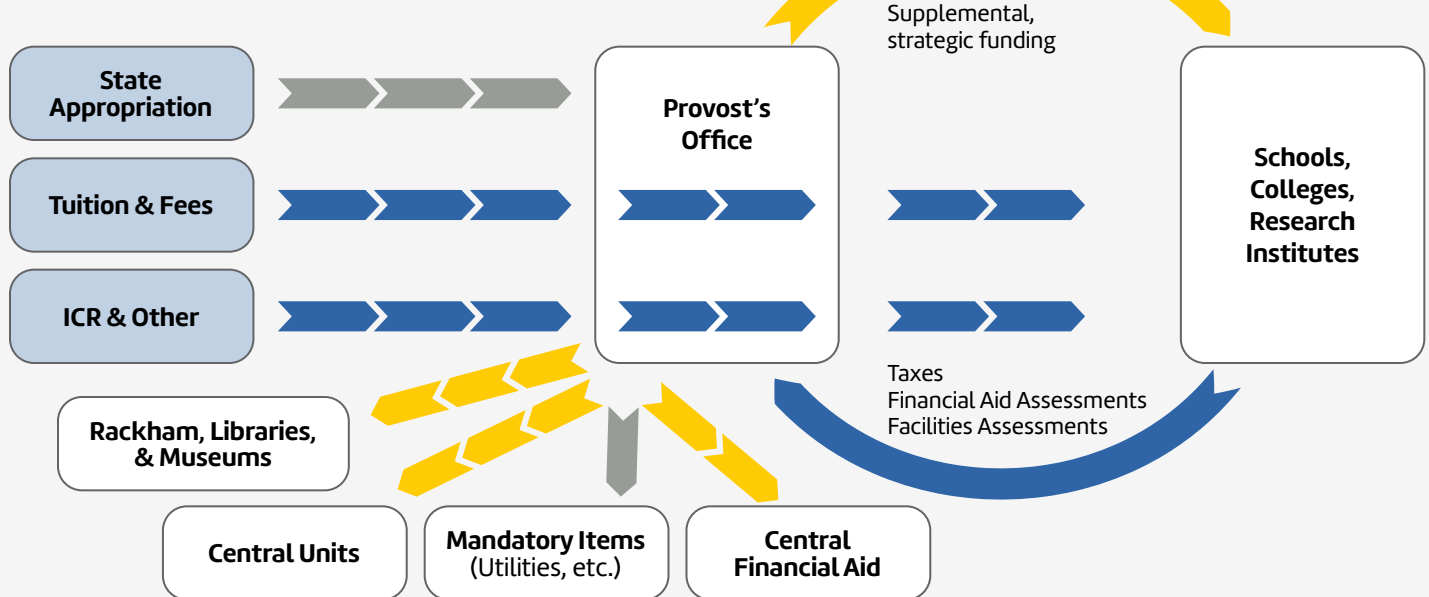 Supplemental,
strategic funding
State
Appropriation
Provost's
Office
Schools,
Colleges,
Research
Institutes
Tuition & Fees
ICR & Other
Taxes
Financial Aid Assessments
Facilities Assessments
Rackham, Libraries,
& Museums
Central Units
Mandatory Items
(Utilities, etc.)
Central
Financial Aid